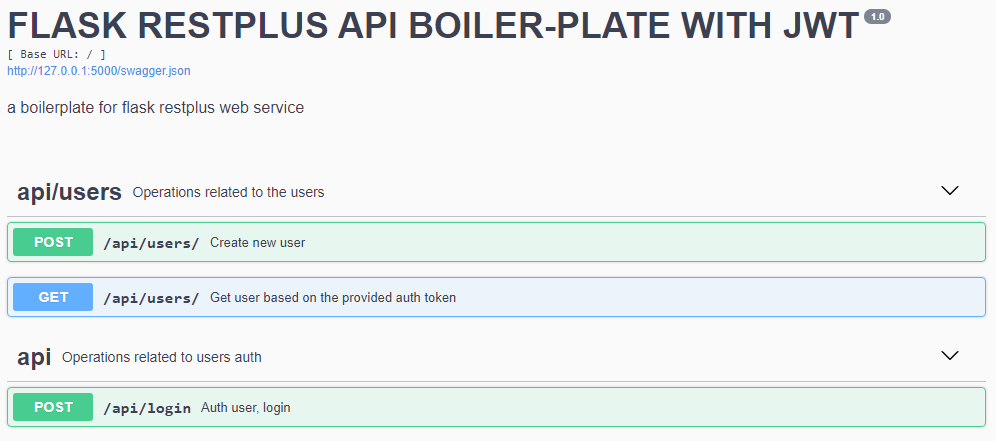 FLASK RESTPLUS API BOILER-PLATE WITH JWT 1.0
[ Base URL: / ]
http://127.0.0.1:5000/swagger.json
a boilerplate for flask restplus web service
api/users Operations related to the users
POST /api/users/ Create new user
GET /api/users/ Get user based on the provided auth token
api Operations related to users auth
POST /api/login Auth user, login